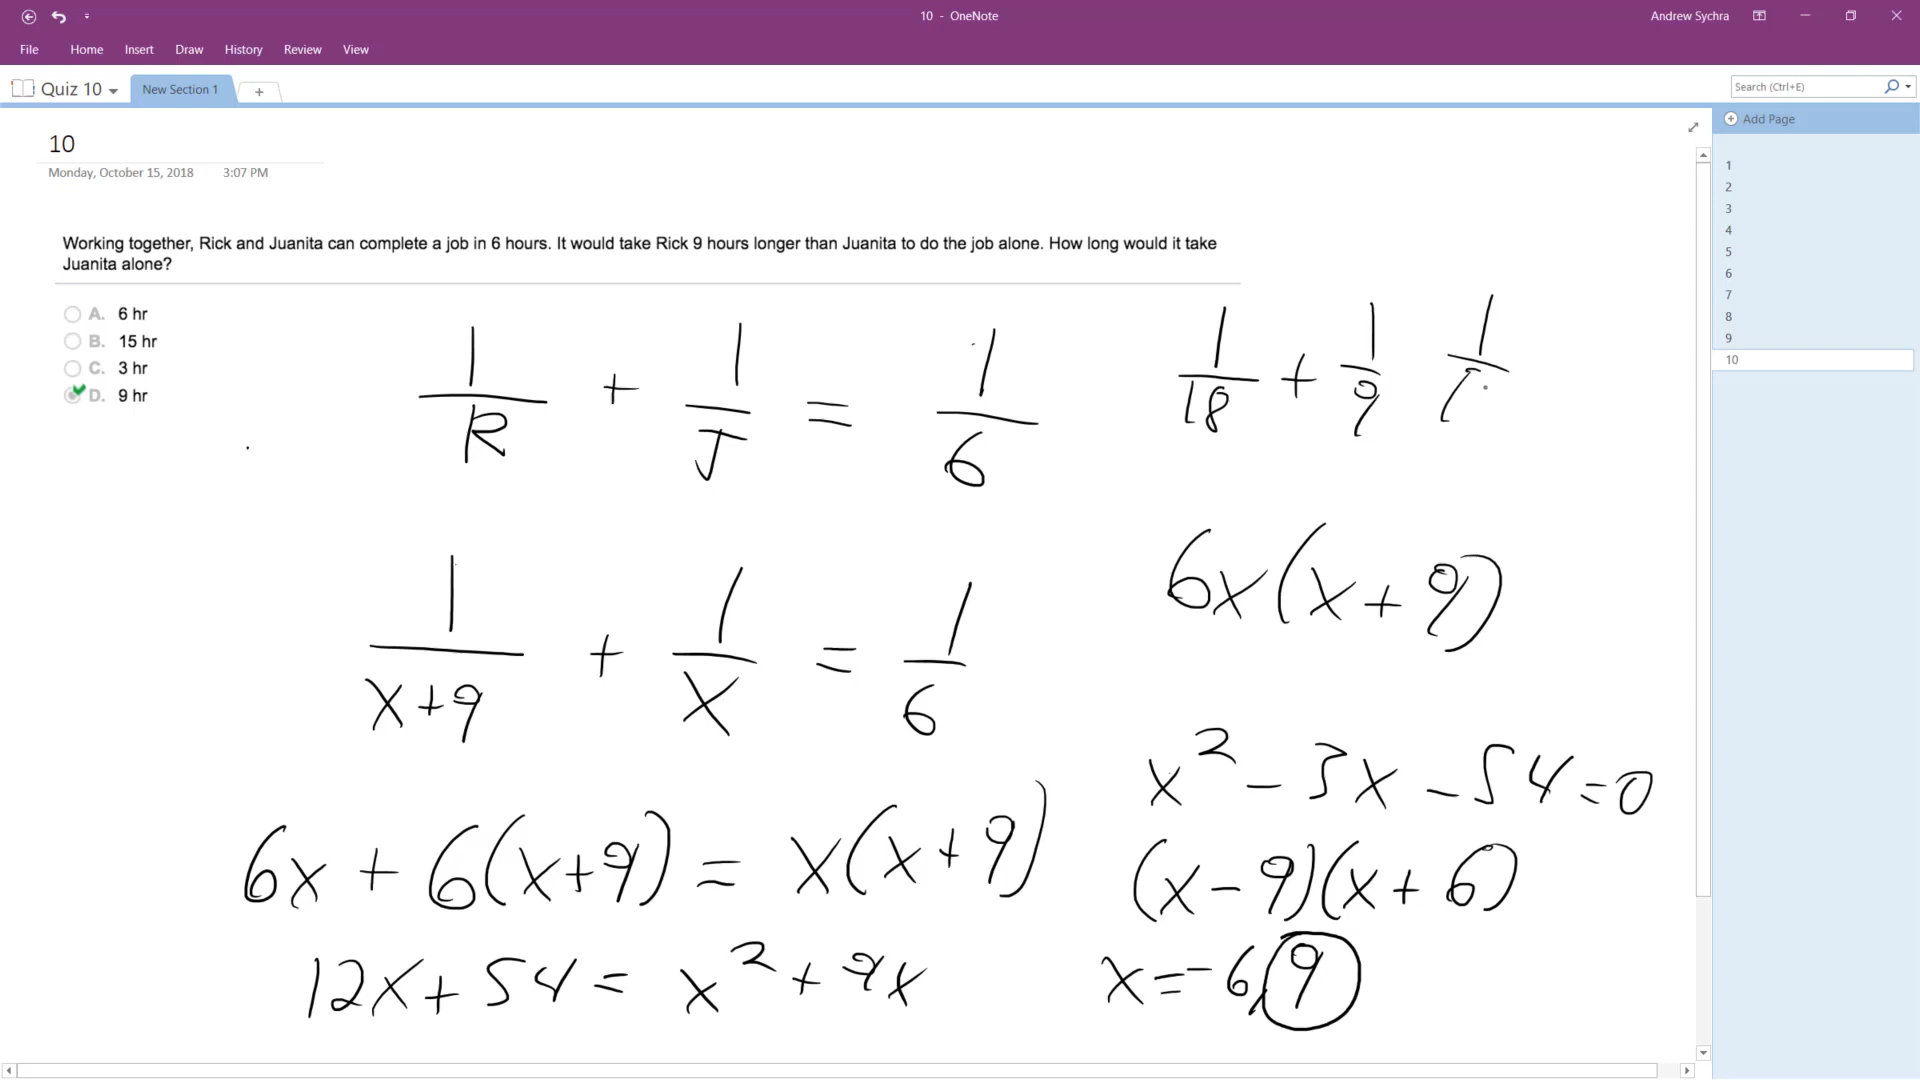 10 - OneNote
Andrew Sychra
File Home Insert Draw History Review View
Quiz 10
New Section 1
+
Search (Ctrl+E)
Add Page
10
Monday, October 15, 2018 3:07 PM
Working together, Rick and Juanita can complete a job in 6 hours. It would take Rick 9 hours longer than Juanita to do the job alone. How long would it take
Juanita alone?
A. 6 hr
B. 15 hr
C. 3 hr
D. 9 hr
1/R + 1/J = 1/6
1/18 + 1/9
1/(x+9) + 1/x = 1/6
6x(x+9)
6x + 6(x+9) = x(x+9)
12x + 54 = x² + 9x
x² - 3x - 54 = 0
(x - 9)(x + 6)
x = -6, 9
1
2
3
4
5
6
7
8
9
10